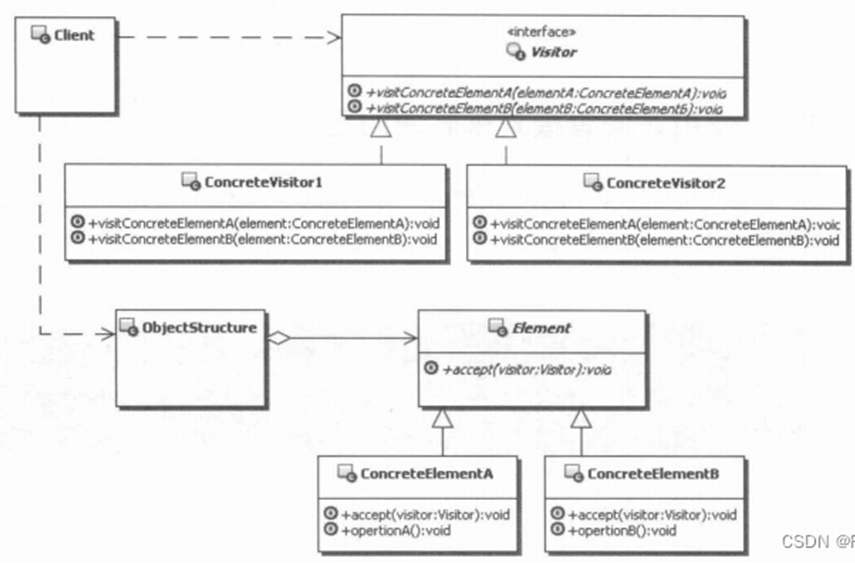 Client
«interface»
Visitor
+visitConcreteElementA(elementA:ConcreteElementA):void
+visitConcreteElementB(elementB:ConcreteElementB):void
ConcreteVisitor1
+visitConcreteElementA(element:ConcreteElementA):void
+visitConcreteElementB(element:ConcreteElementB):void
ConcreteVisitor2
+visitConcreteElementA(element:ConcreteElementA):void
+visitConcreteElementB(element:ConcreteElementB):void
ObjectStructure
Element
+accept(visitor:Visitor):void
ConcreteElementA
+accept(visitor:Visitor):void
+opertionA():void
ConcreteElementB
+accept(visitor:Visitor):void
+opertionB():void
CSDN